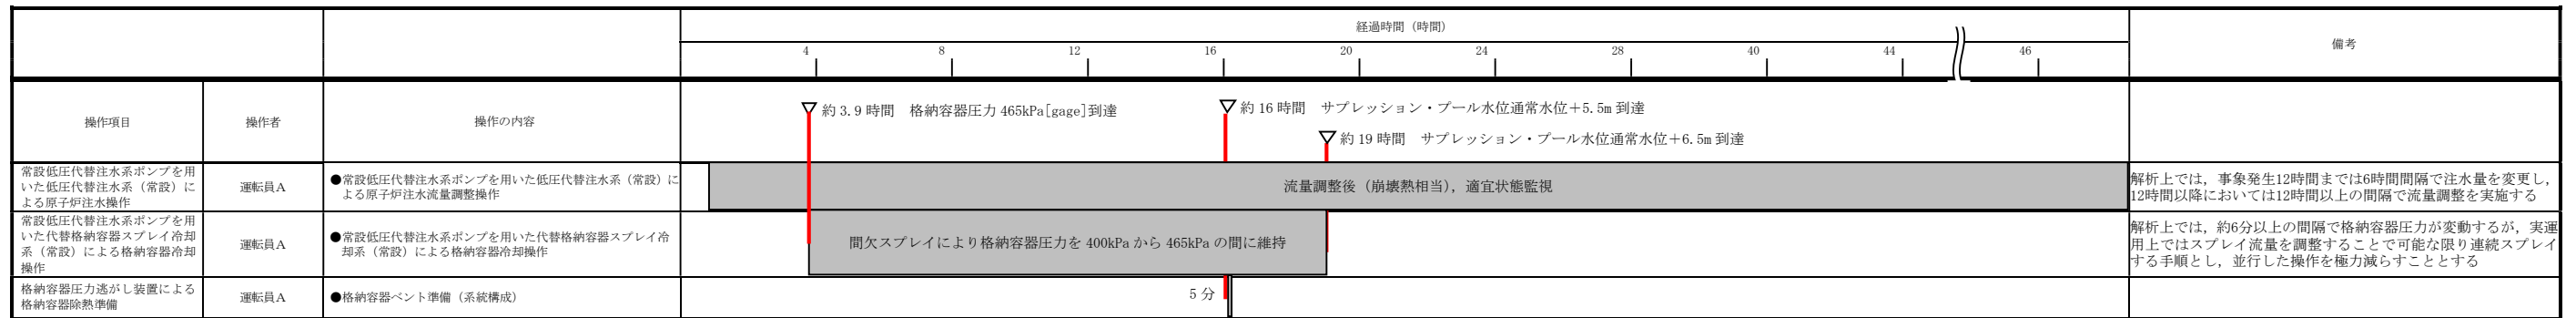 経過時間（時間）
備考
4 8 12 16 20 24 28 40 44 46
操作項目
操作者
操作の内容
約 3.9 時間　格納容器圧力 465kPa[gage]到達
約 16 時間　サプレッション・プール水位通常水位＋5.5m 到達
約 19 時間　サプレッション・プール水位通常水位＋6.5m 到達
常設低圧代替注水系ポンプを用
いた低圧代替注水系（常設）に
よる原子炉注水操作
運転員A
●常設低圧代替注水系ポンプを用いた低圧代替注水系（常設）に
よる原子炉注水流量調整操作
流量調整後（崩壊熱相当），適宜状態監視
解析上では，事象発生12時間までは6時間間隔で注水量を変更し，
12時間以降においては12時間以上の間隔で流量調整を実施する
常設低圧代替注水系ポンプを用
いた代替格納容器スプレイ冷却
系（常設）による格納容器冷却
操作
運転員A
●常設低圧代替注水系ポンプを用いた代替格納容器スプレイ冷
却系（常設）による格納容器冷却操作
間欠スプレイにより格納容器圧力を 400kPa から 465kPa の間に維持
解析上では，約6分以上の間隔で格納容器圧力が変動するが，実運
用上ではスプレイ流量を調整することで可能な限り連続スプレイ
する手順とし，並行した操作を極力減らすこととする
格納容器圧力逃がし装置による
格納容器除熱準備
運転員A
●格納容器ベント準備（系統構成）
5 分